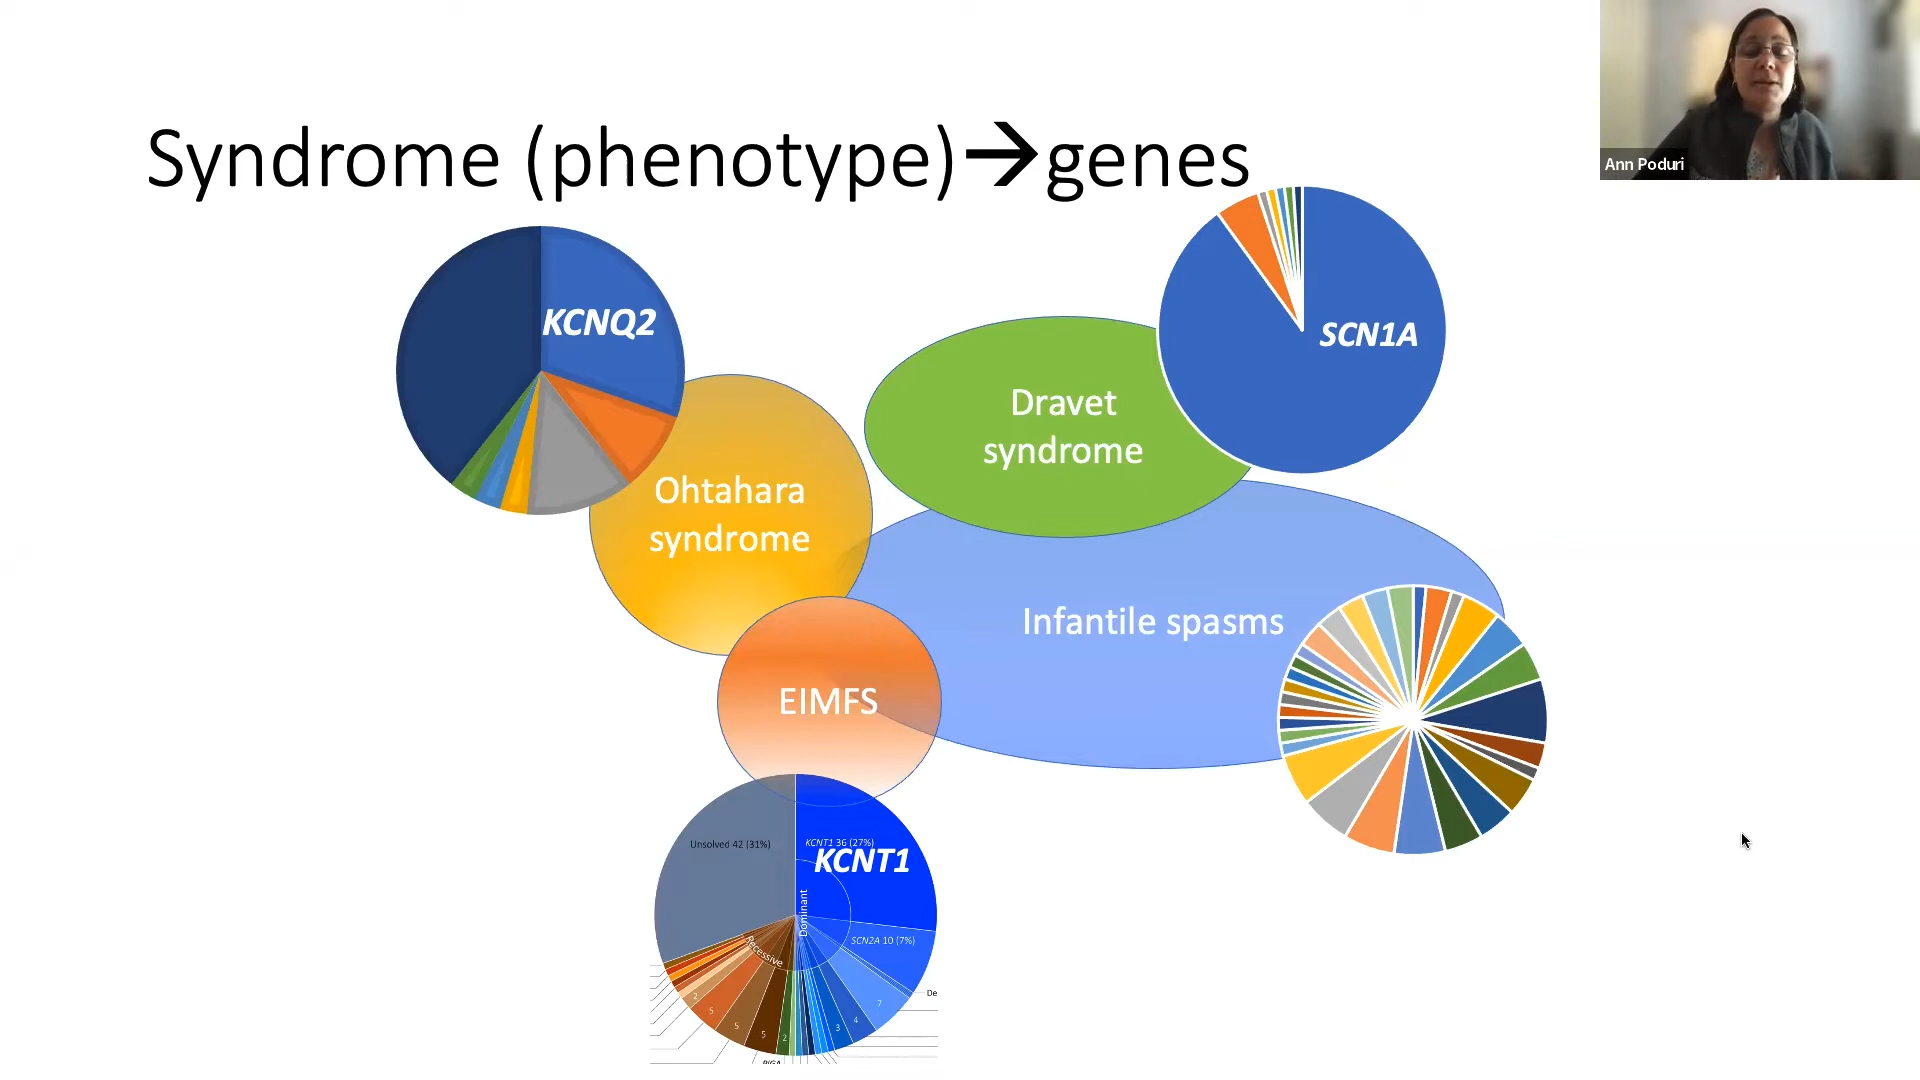 Ann Poduri
Syndrome (phenotype)→genes
KCNQ2
SCN1A
Dravet
syndrome
Ohtahara
syndrome
Infantile spasms
EIMFS
Unsolved 42 (31%)
KCNT1 36 (27%)
KCNT1
Dominant
Recessive
SCN2A 10 (7%)
De
7
4
3
2
5
5
5
2